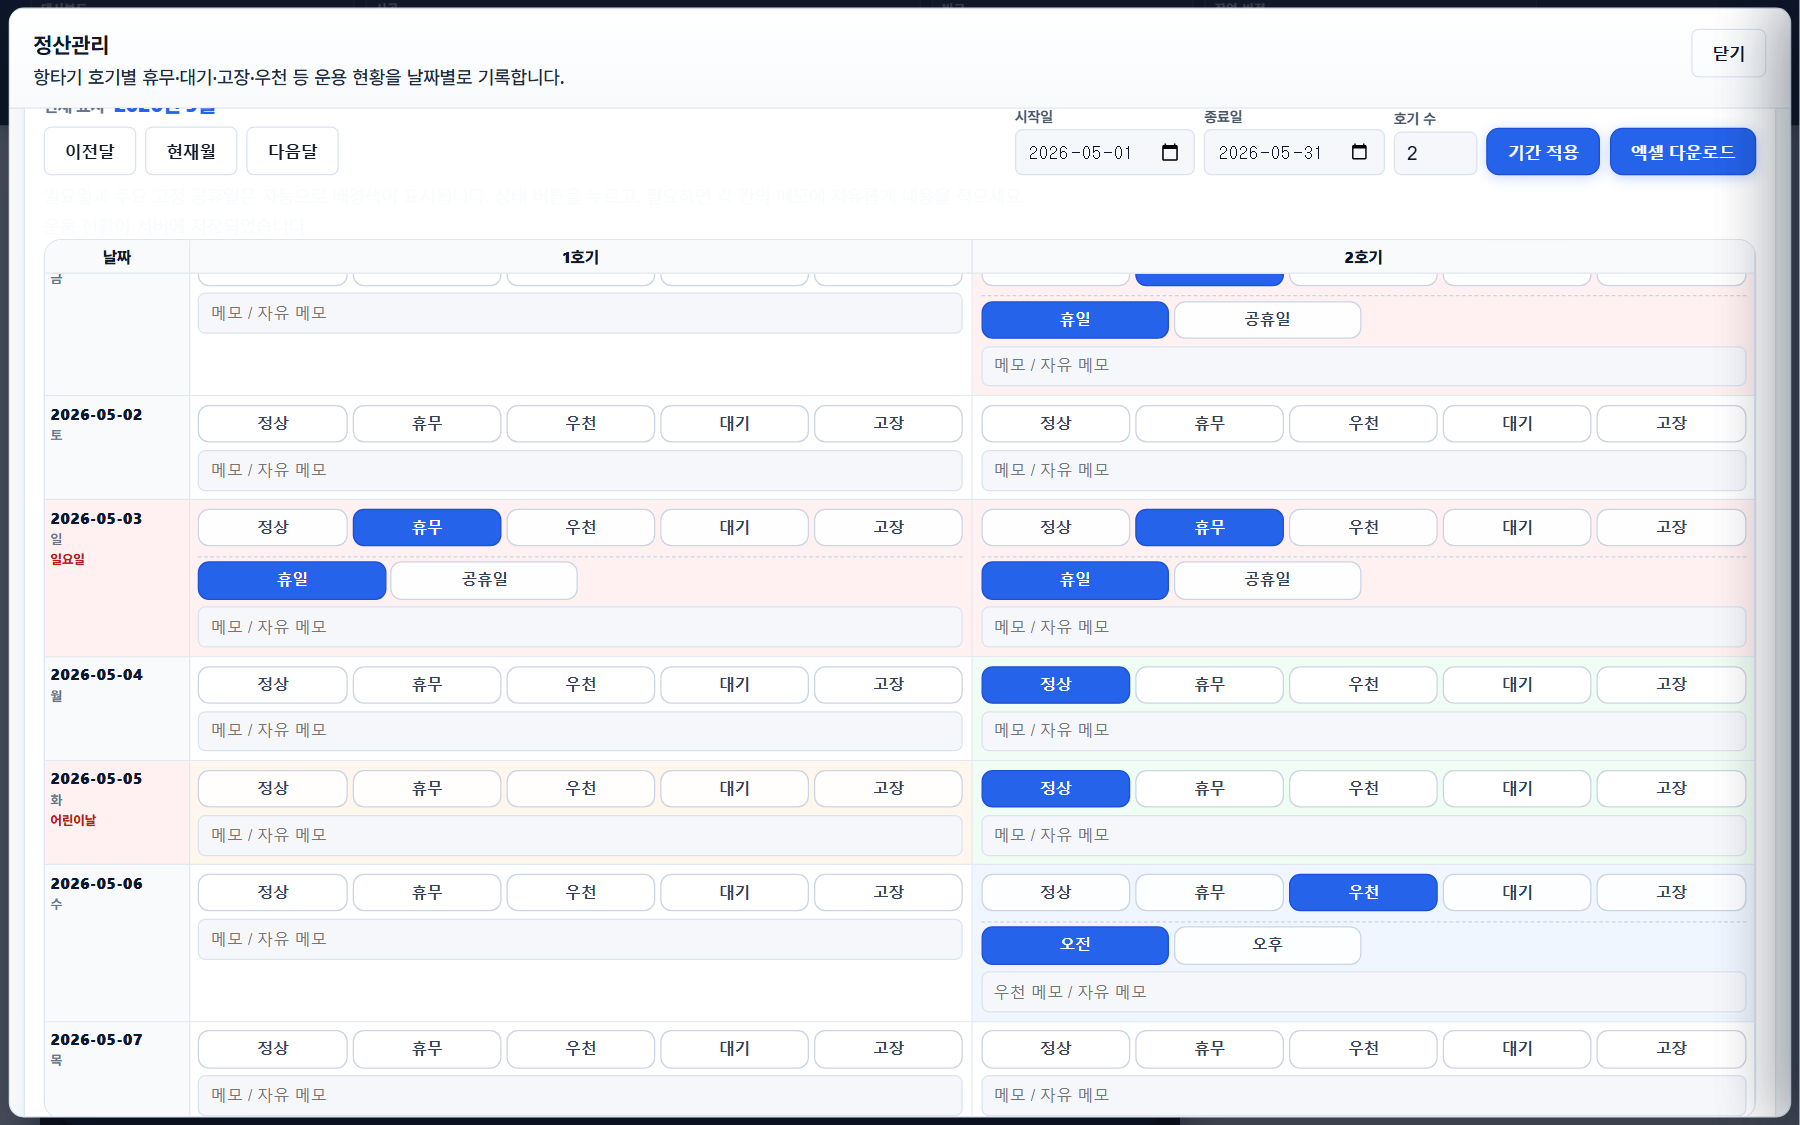 정산관리
항타기 호기별 휴무·대기·고장·우천 등 운용 현황을 날짜별로 기록합니다.
닫기
이전달 현재월 다음달
시작일 종료일 호기 수
2026-05-01 2026-05-31 2 기간 적용 엑셀 다운로드
날짜 1호기 2호기
금
메모 / 자유 메모
휴일 공휴일
메모 / 자유 메모
2026-05-02
토
정상 휴무 우천 대기 고장
메모 / 자유 메모
정상 휴무 우천 대기 고장
메모 / 자유 메모
2026-05-03
일
일요일
정상 휴무 우천 대기 고장
휴일 공휴일
메모 / 자유 메모
정상 휴무 우천 대기 고장
휴일 공휴일
메모 / 자유 메모
2026-05-04
월
정상 휴무 우천 대기 고장
메모 / 자유 메모
정상 휴무 우천 대기 고장
메모 / 자유 메모
2026-05-05
화
어린이날
정상 휴무 우천 대기 고장
메모 / 자유 메모
정상 휴무 우천 대기 고장
메모 / 자유 메모
2026-05-06
수
정상 휴무 우천 대기 고장
메모 / 자유 메모
정상 휴무 우천 대기 고장
오전 오후
우천 메모 / 자유 메모
2026-05-07
목
정상 휴무 우천 대기 고장
메모 / 자유 메모
정상 휴무 우천 대기 고장
메모 / 자유 메모